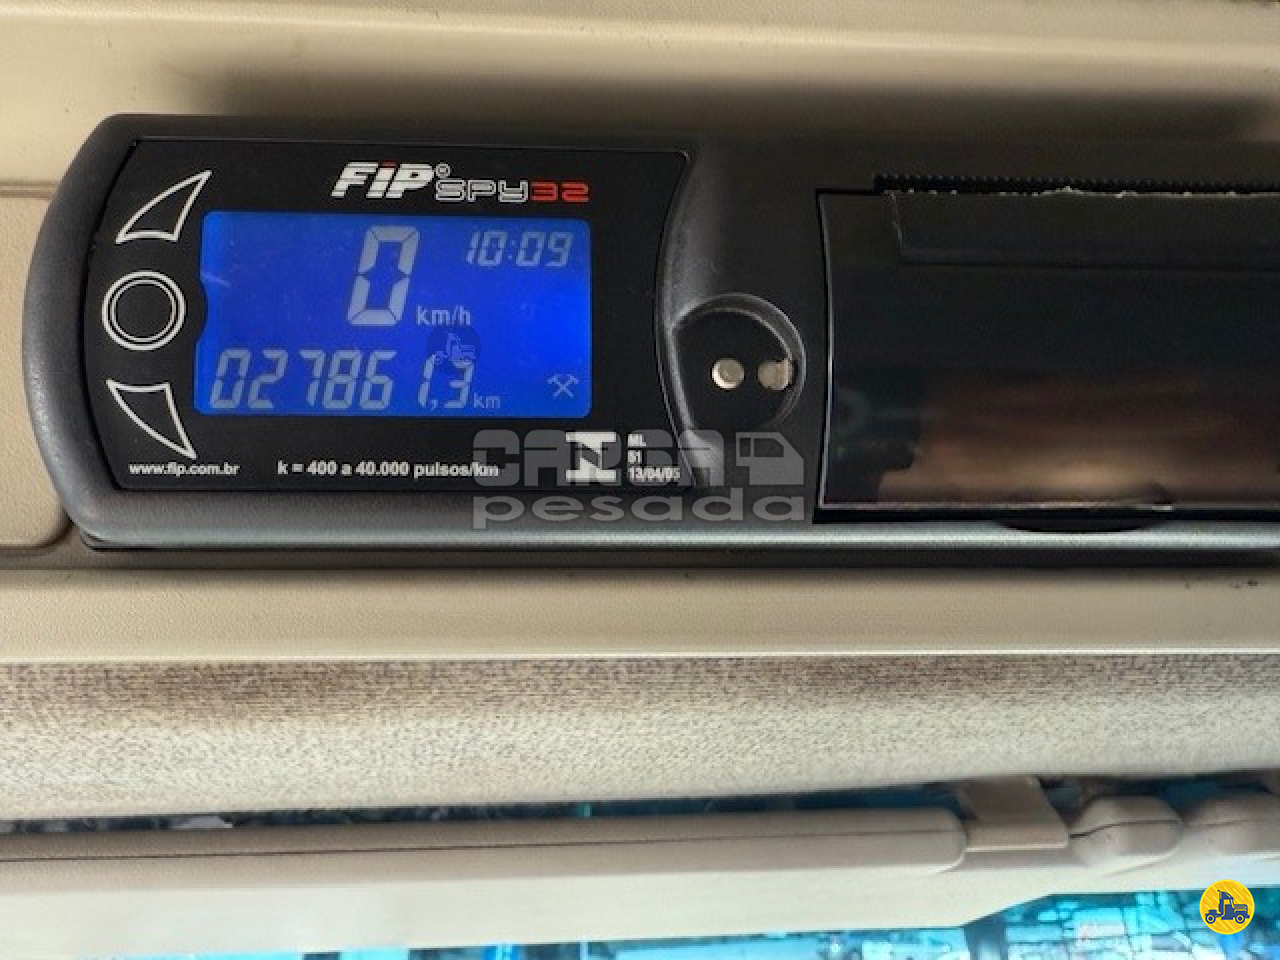 FiP® SPY32
0 km/h 10:09
027861,3 km
www.fip.com.br
k = 400 a 40.000 pulsos/km
ML
51
13/04/05
CARGA
pesada